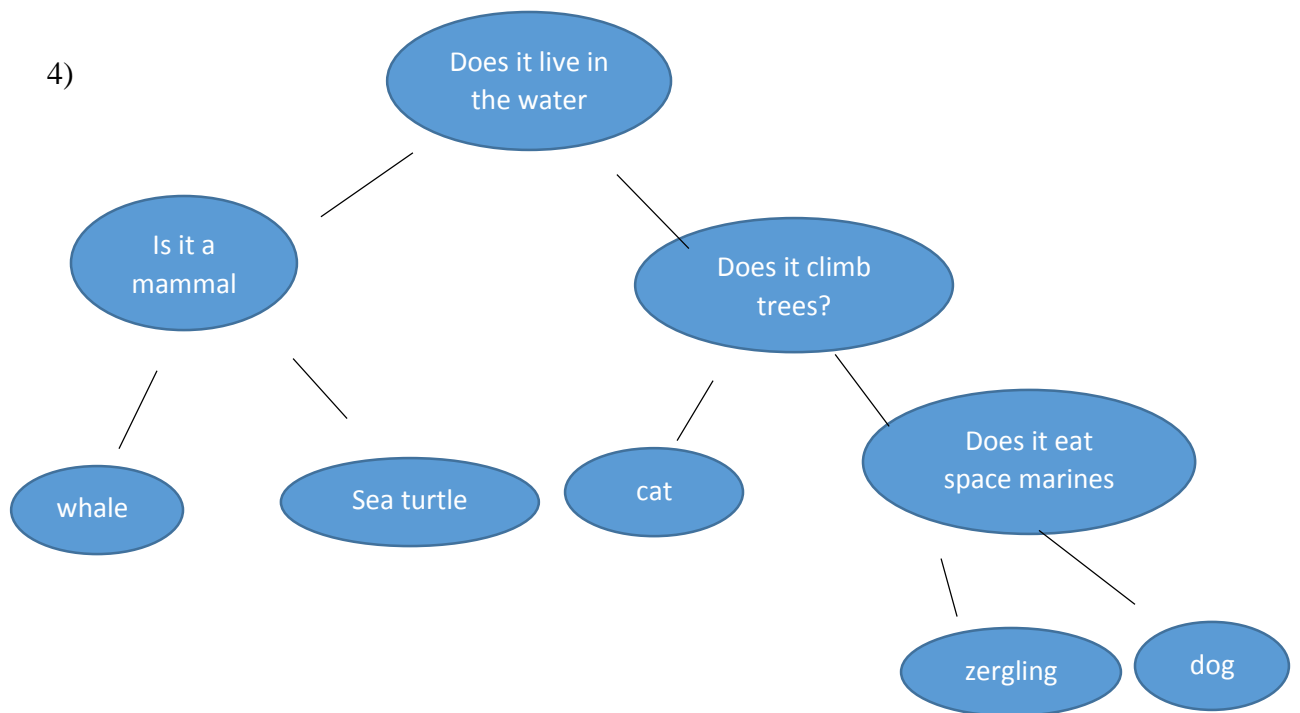 4)
Does it live in
the water
Is it a
mammal
Does it climb
trees?
whale
Sea turtle
cat
Does it eat
space marines
zergling
dog